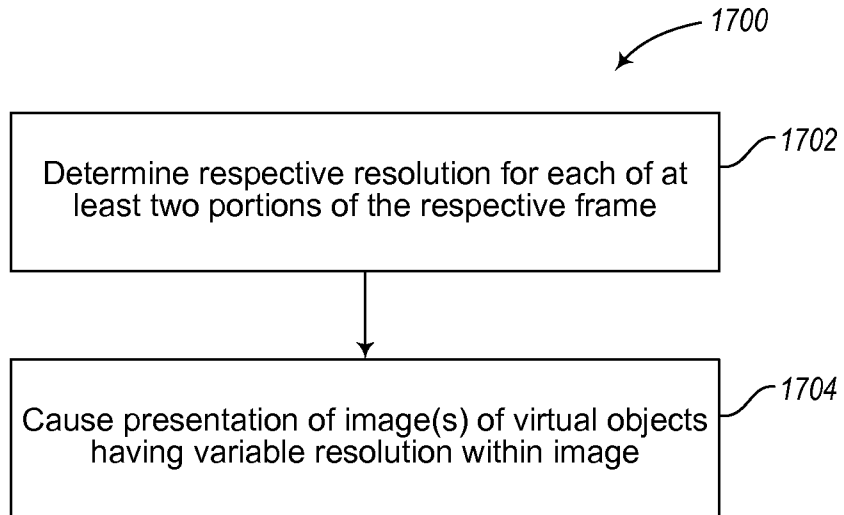 1700
1702
Determine respective resolution for each of at
least two portions of the respective frame
1704
Cause presentation of image(s) of virtual objects
having variable resolution within image